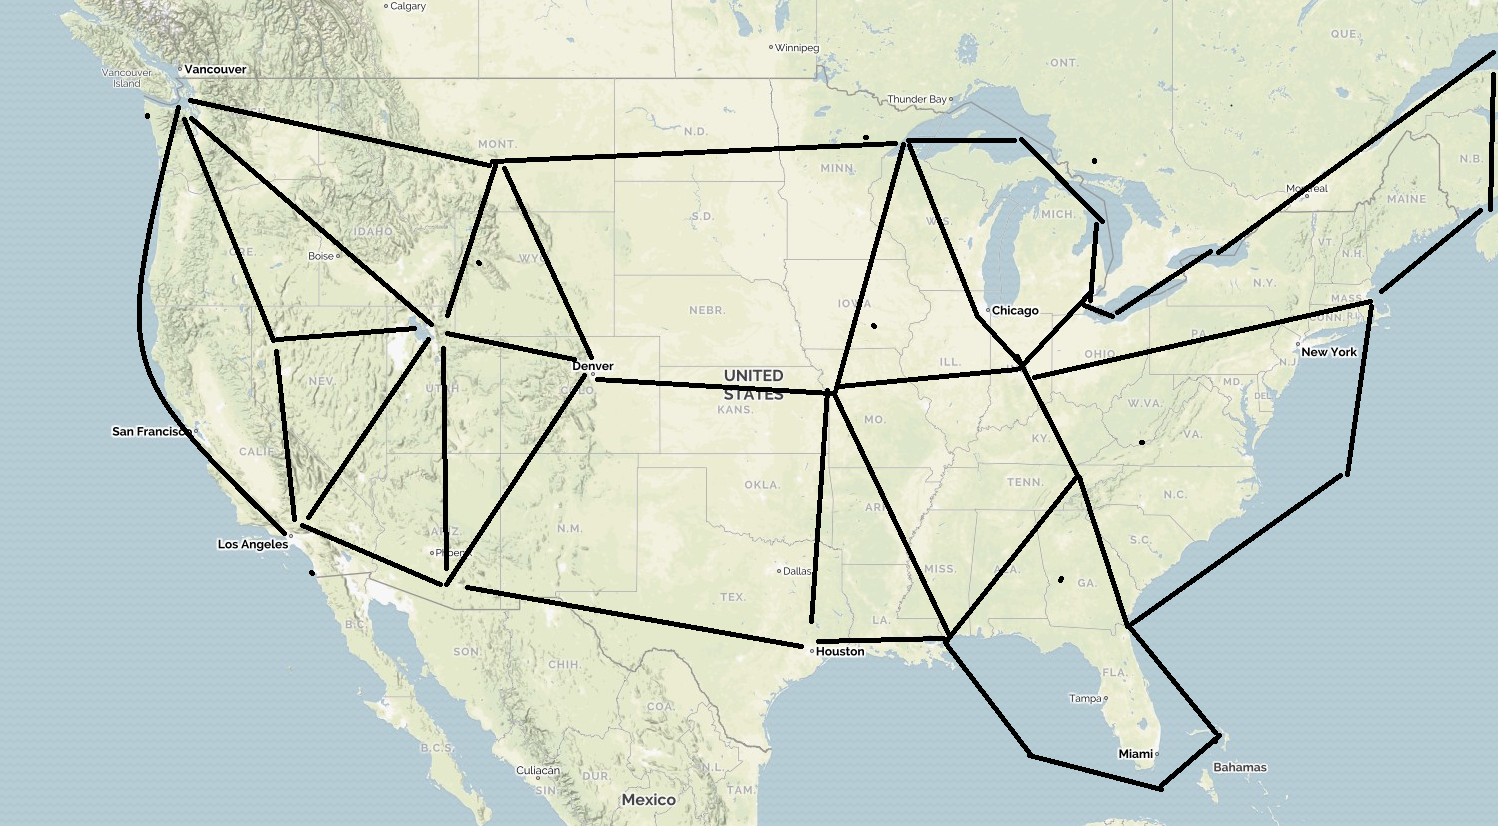 Calgary
Winnipeg
QUE.
ONT.
Vancouver
Vancouver
Island
Thunder Bay
MONT.
N.D.
MINN.
N.B.
Montreal
MAINE
WIS.
MICH.
S.D.
IDAHO
ORE.
VT.
N.H.
Boise
WYO.
N.Y.
MASS.
CONN. R.I.
IOWA
NEBR.
Chicago
PA.
New York
OHIO
ILL.
N.J.
Denver
UNITED
STATES
NEV.
UTAH
COLO.
MD.
DEL.
KANS.
MO.
W.VA.
San Francisco
CALIF.
KY.
VA.
OKLA.
TENN.
N.C.
ARK.
N.M.
ARIZ.
Los Angeles
Phoenix
S.C.
Dallas
MISS.
ALA.
GA.
TEX.
B.C.
LA.
SON.
Houston
CHIH.
FLA.
Tampa
COA.
B.C.S.
Miami
Bahamas
Culiacán
SIN.
DUR.
N.L.
TAM.
Mexico